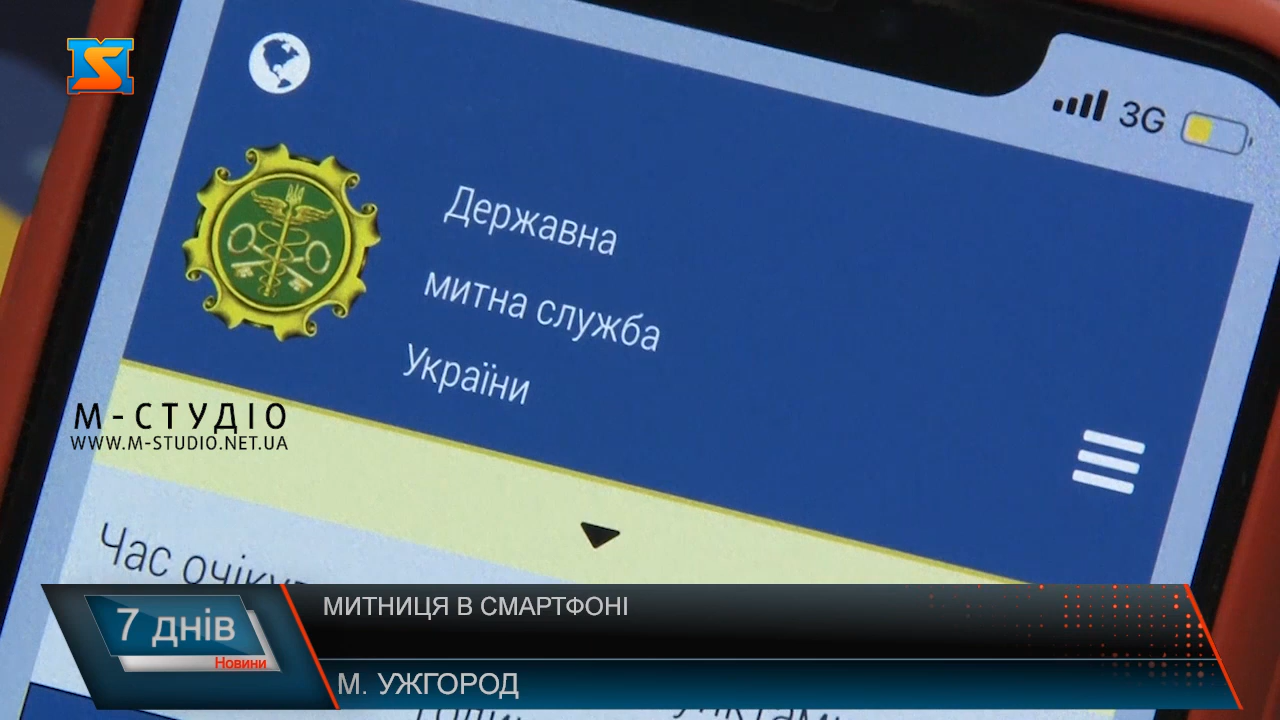 3G
Державна
митна служба
України
М-СТУДІО
WWW.M-STUDIO.NET.UA
Час
7 днів
Новини
МИТНИЦЯ В СМАРТФОНІ
М. УЖГОРОД